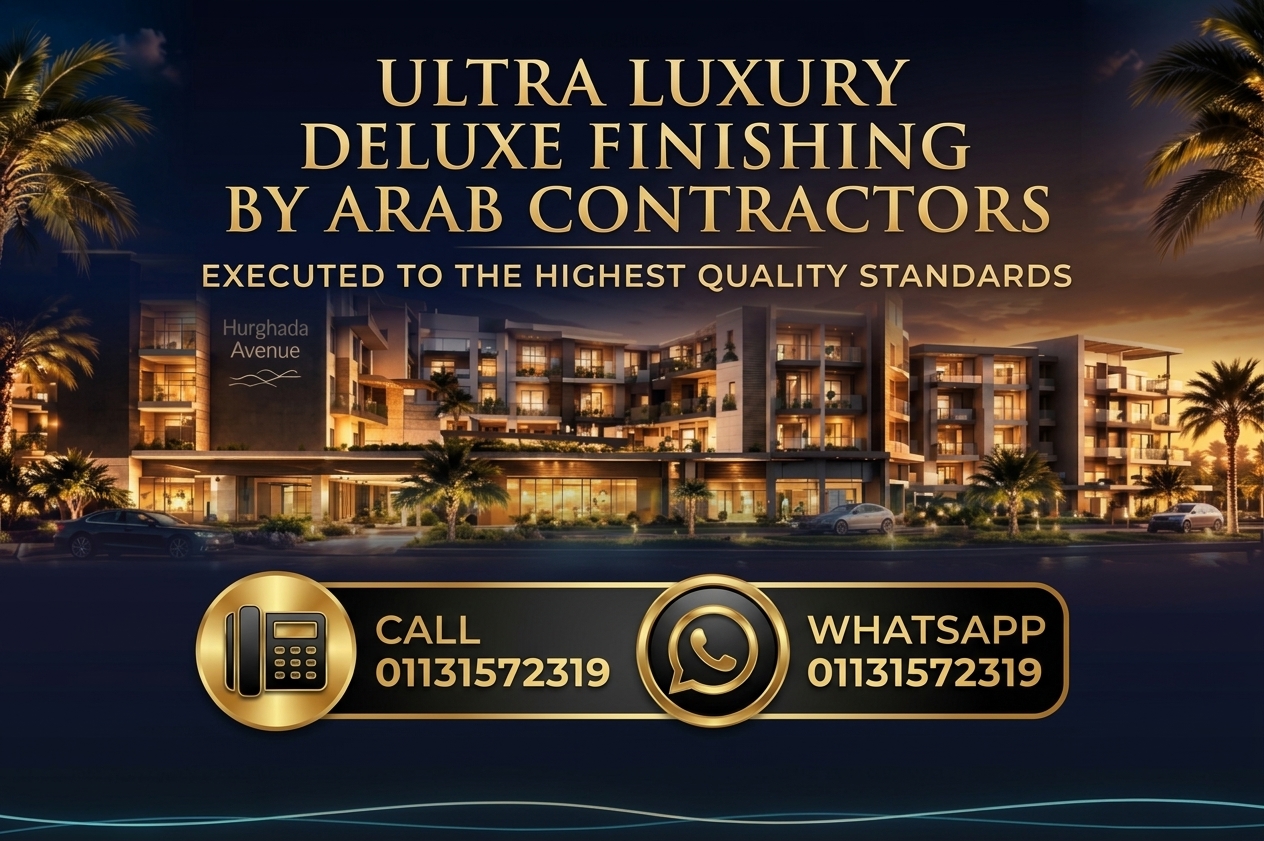 ULTRA LUXURY
DELUXE FINISHING
BY ARAB CONTRACTORS
EXECUTED TO THE HIGHEST QUALITY STANDARDS
Hurghada
Avenue
CALL
01131572319
WHATSAPP
01131572319